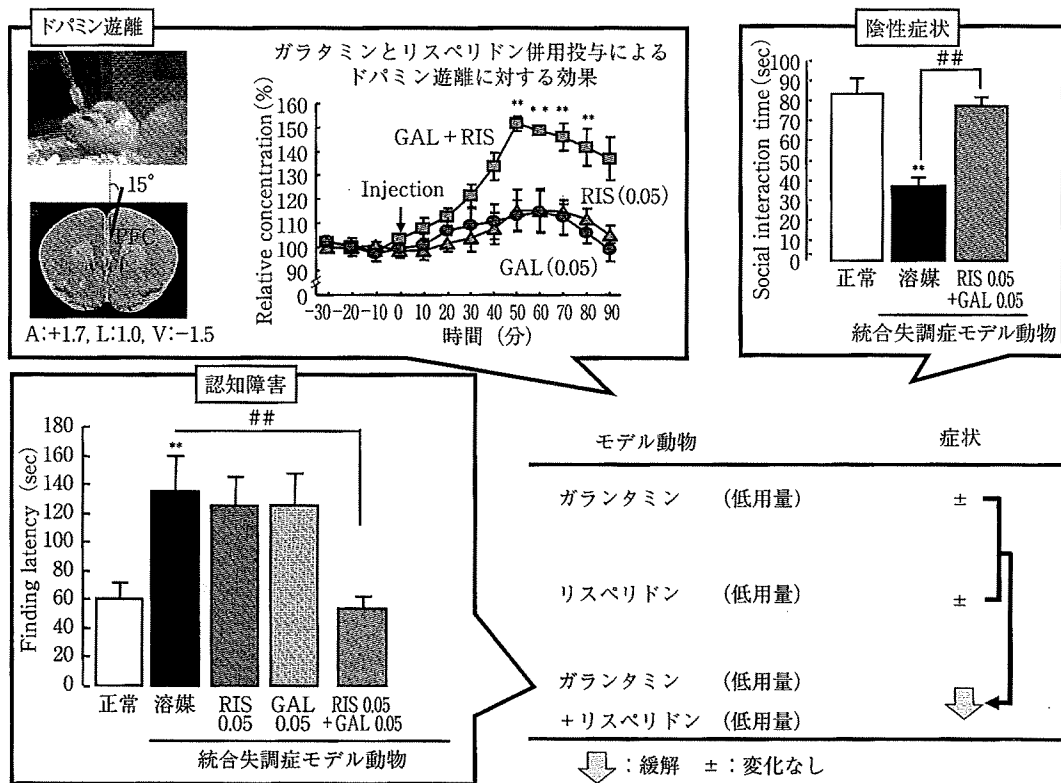 ドパミン遊離
ガラタミンとリスペリドン併用投与による
ドパミン遊離に対する効果
15°
PFC
A:+1.7, L:1.0, V:−1.5
Relative concentration (%)
160
150
140
130
120
110
100
90
0
GAL+RIS
Injection
RIS(0.05)
GAL(0.05)
** ** ** **
-30 -20 -10 0 10 20 30 40 50 60 70 80 90
時間（分）
陰性症状
Social interaction time(sec)
100
90
80
70
60
50
40
30
20
10
0
##
**
正常 溶媒 RIS 0.05
+GAL 0.05
統合失調症モデル動物
認知障害
Finding latency (sec)
180
160
140
120
100
80
60
40
20
0
##
**
正常 溶媒 RIS GAL RIS 0.05
0.05 0.05 +GAL 0.05
統合失調症モデル動物
モデル動物 症状
ガランタミン （低用量） ±
リスペリドン （低用量） ±
ガランタミン （低用量）
+リスペリドン （低用量）
：緩解 ±：変化なし